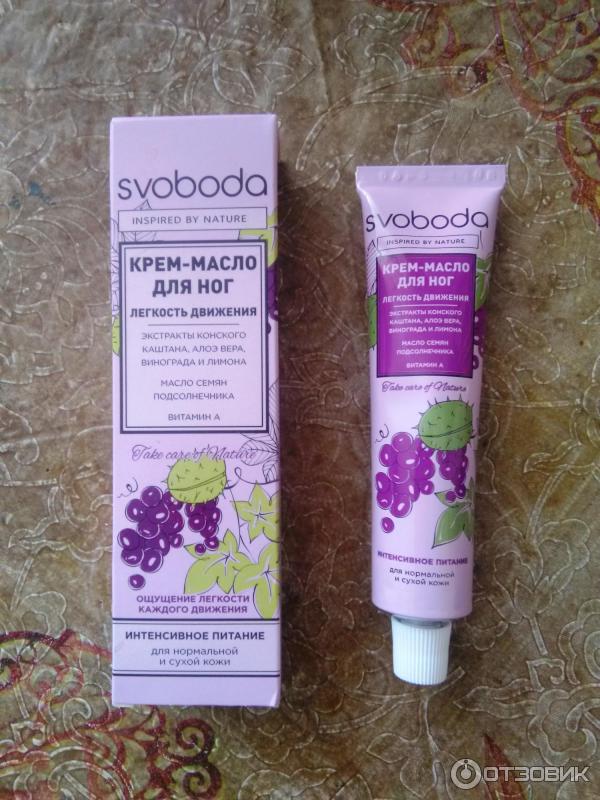 svoboda
INSPIRED BY NATURE
КРЕМ-МАСЛО
ДЛЯ НОГ
ЛЕГКОСТЬ ДВИЖЕНИЯ
ЭКСТРАКТЫ КОНСКОГО
КАШТАНА, АЛОЭ ВЕРА,
ВИНОГРАДА И ЛИМОНА
МАСЛО СЕМЯН
ПОДСОЛНЕЧНИКА
ВИТАМИН А
Take care of Nature
ОЩУЩЕНИЕ ЛЕГКОСТИ
КАЖДОГО ДВИЖЕНИЯ
ИНТЕНСИВНОЕ ПИТАНИЕ
для нормальной
и сухой кожи
svoboda
INSPIRED BY NATURE
КРЕМ-МАСЛО
ДЛЯ НОГ
ЛЕГКОСТЬ ДВИЖЕНИЯ
ЭКСТРАКТЫ КОНСКОГО
КАШТАНА, АЛОЭ ВЕРА,
ВИНОГРАДА И ЛИМОНА
МАСЛО СЕМЯН
ПОДСОЛНЕЧНИКА
ВИТАМИН А
Take care of Nature
ИНТЕНСИВНОЕ ПИТАНИЕ
для нормальной
и сухой кожи
ОТЗОВИК